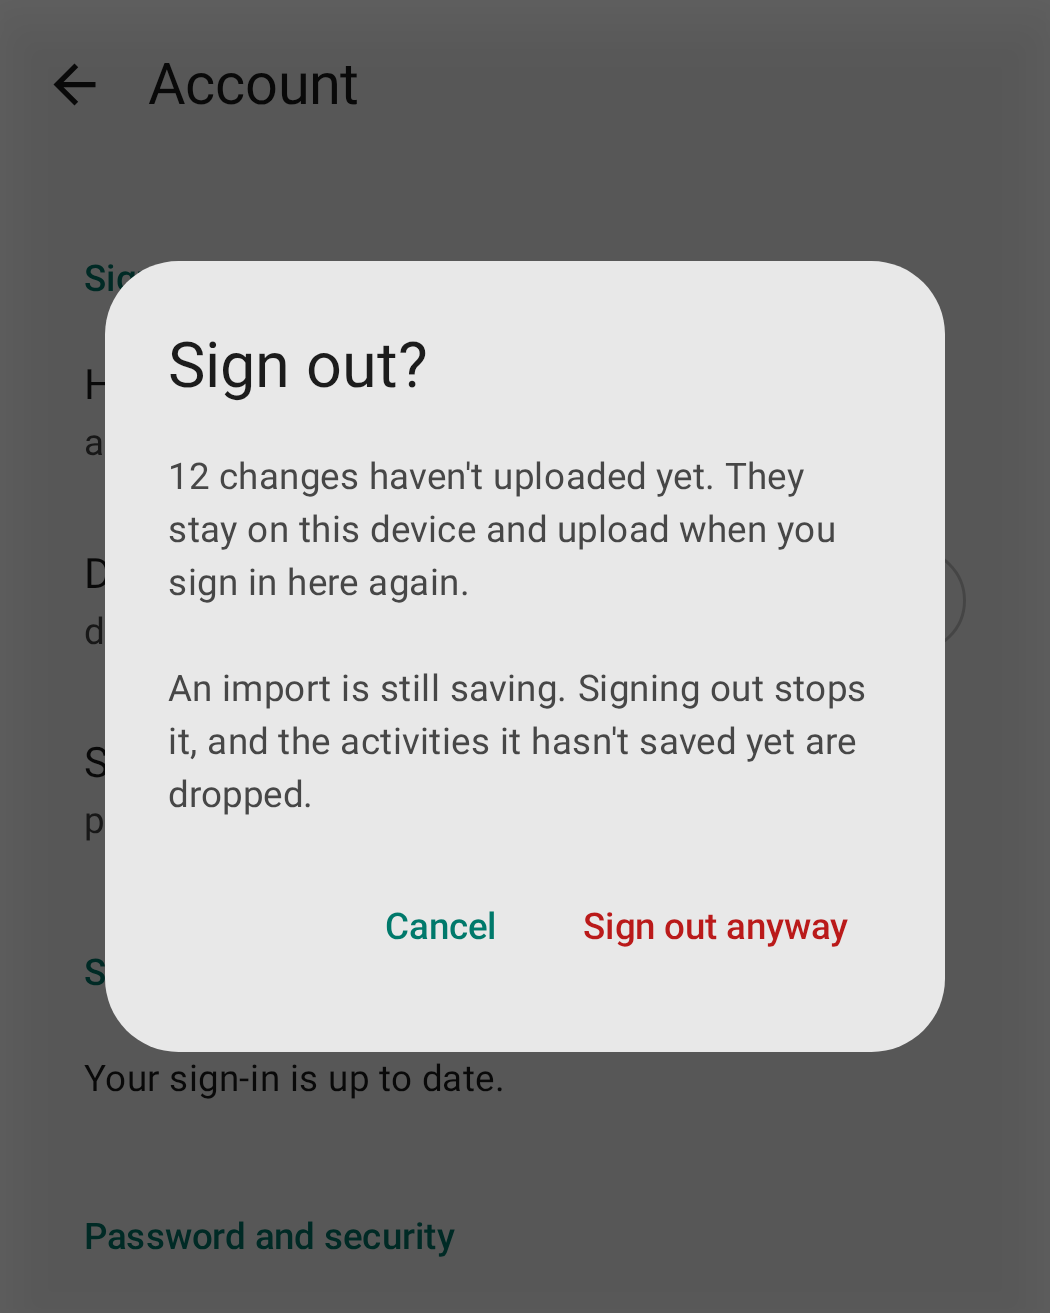 Account
Sign out?
12 changes haven't uploaded yet. They
stay on this device and upload when you
sign in here again.
An import is still saving. Signing out stops
it, and the activities it hasn't saved yet are
dropped.
Cancel
Sign out anyway
Your sign-in is up to date.
Password and security